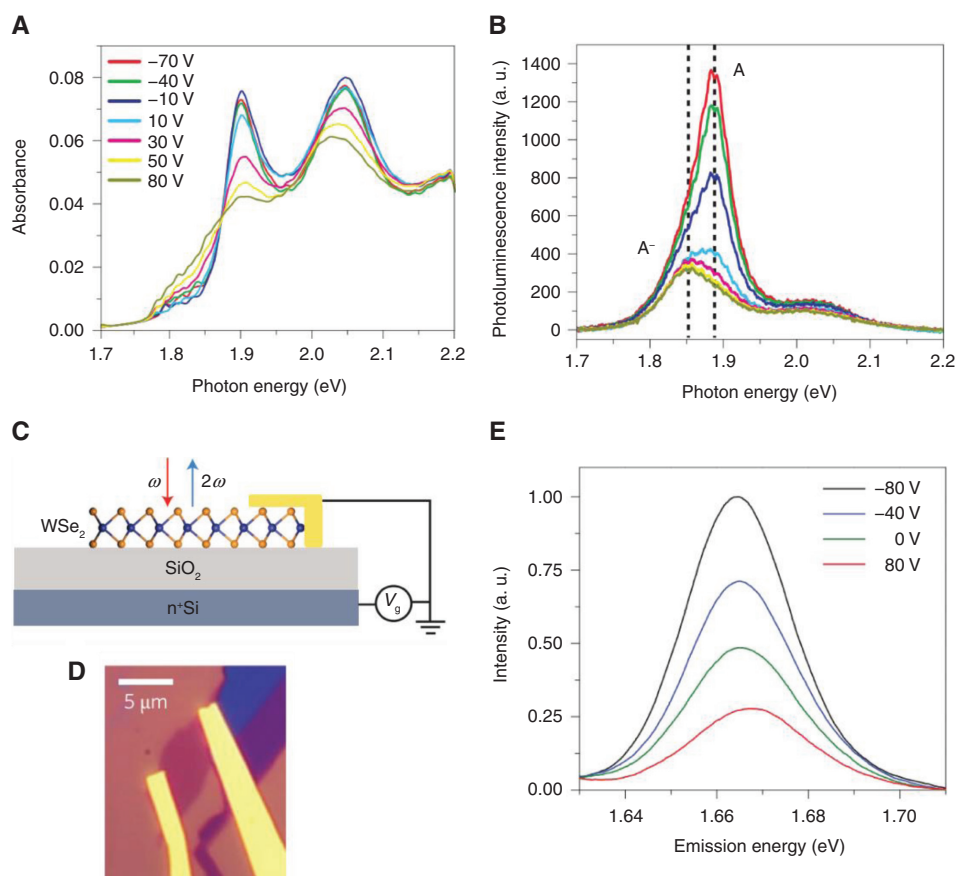 A
−70 V
−40 V
−10 V
10 V
30 V
50 V
80 V
0.08
0.06
0.04
0.02
0.00
Absorbance
1.7 1.8 1.9 2.0 2.1 2.2
Photon energy (eV)
B
1400
1200
1000
800
600
400
200
0
Photoluminescence intensity (a. u.)
A
A−
1.7 1.8 1.9 2.0 2.1 2.2
Photon energy (eV)
C
ω 2ω
WSe2
SiO2
n+Si
Vg
D
5 μm
E
−80 V
−40 V
0 V
80 V
1.00
0.75
0.50
0.25
0.00
Intensity (a. u.)
1.64 1.66 1.68 1.70
Emission energy (eV)